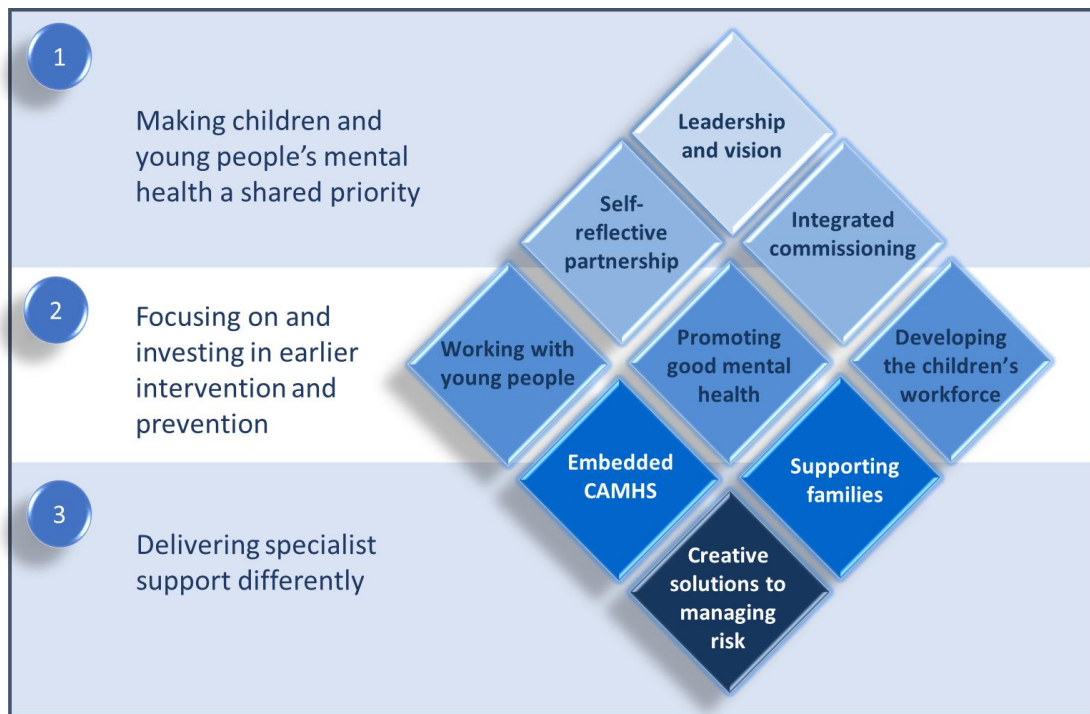 1
Making children and
young people's mental
health a shared priority
2
Focusing on and
investing in earlier
intervention and
prevention
3
Delivering specialist
support differently
Leadership
and vision
Self-
reflective
partnership
Integrated
commissioning
Working with
young people
Promoting
good mental
health
Developing
the children's
workforce
Embedded
CAMHS
Supporting
families
Creative
solutions to
managing
risk